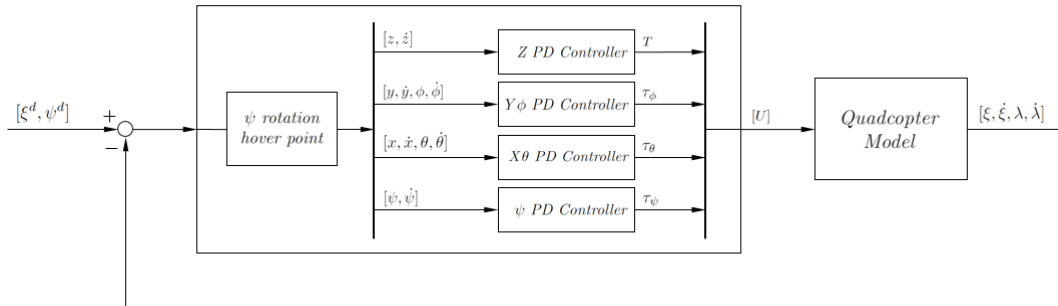 [ξ^d, ψ^d]
+
−
ψ rotation
hover point
[z, ż]
Z PD Controller
T
[y, ẏ, ϕ, ϕ̇]
Yϕ PD Controller
τ_ϕ
[x, ẋ, θ, θ̇]
Xθ PD Controller
τ_θ
[ψ, ψ̇]
ψ PD Controller
τ_ψ
[U]
Quadcopter
Model
[ξ, ξ̇, λ, λ̇]